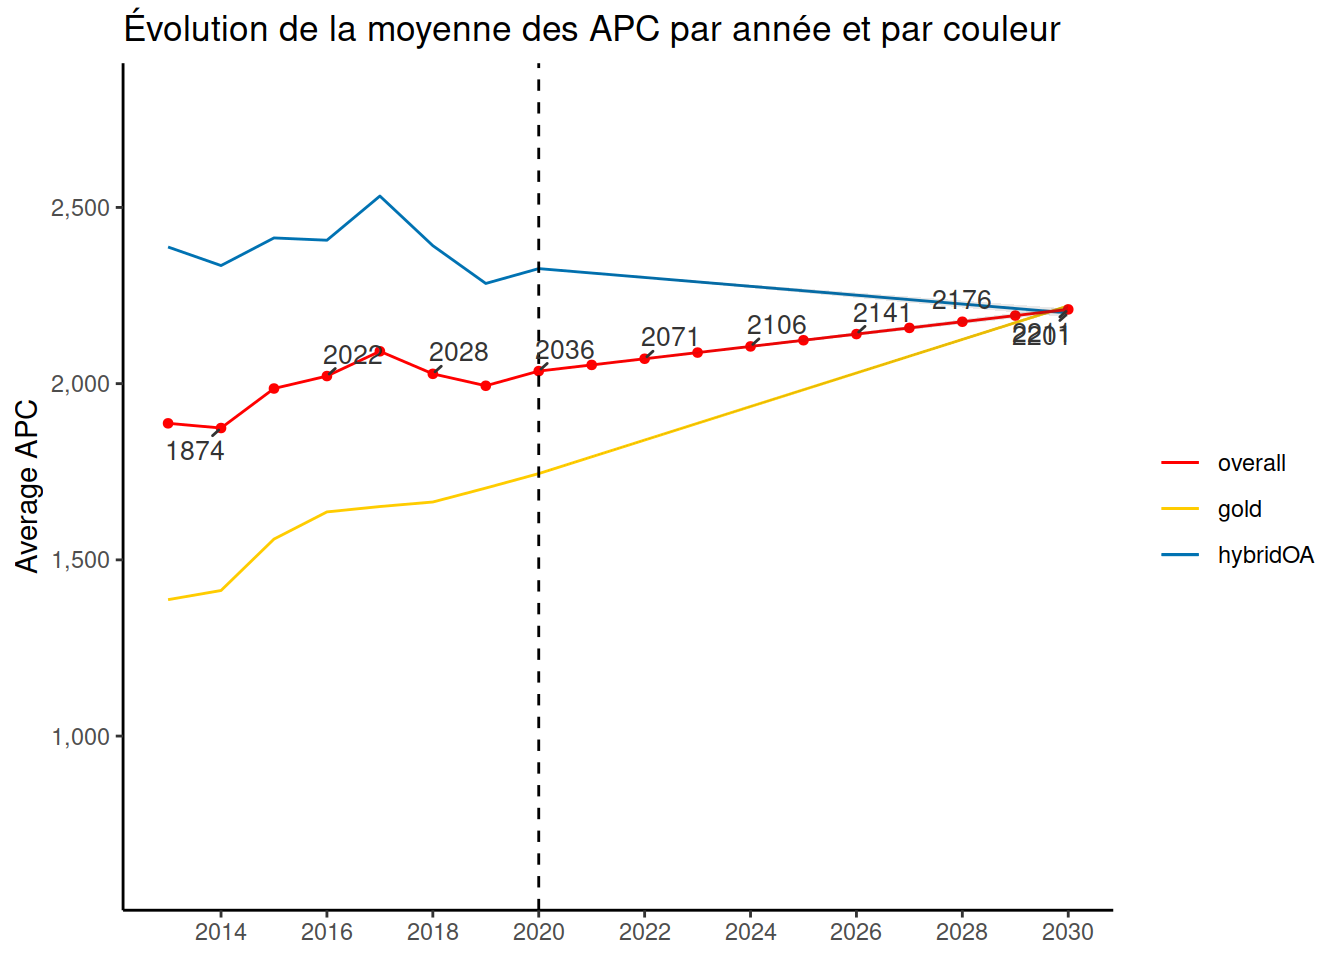 Évolution de la moyenne des APC par année et par couleur
Average APC
2,500
2,000
1,500
1,000
1874
2022
2028
2036
2071
2106
2141
2176
2211
2201
2014 2016 2018 2020 2022 2024 2026 2028 2030
overall
gold
hybridOA